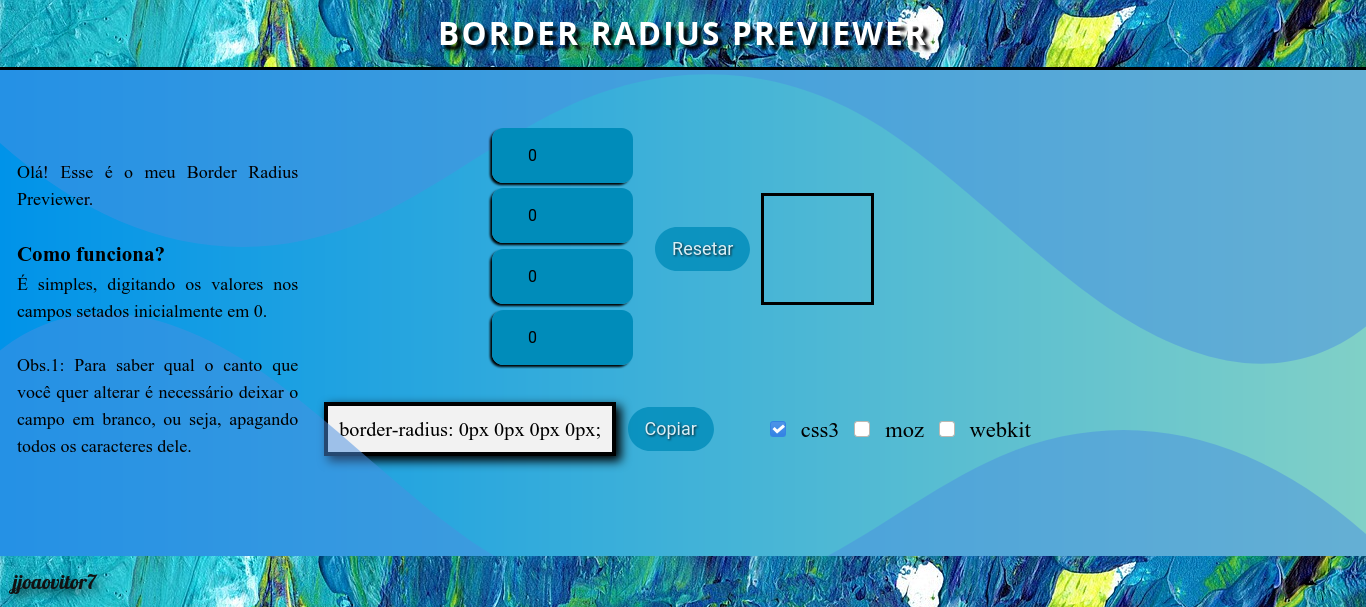 BORDER RADIUS PREVIEWER!
Olá! Esse é o meu Border Radius
Previewer.
Como funciona?
É simples, digitando os valores nos
campos setados inicialmente em 0.
Obs.1: Para saber qual o canto que
você quer alterar é necessário deixar o
campo em branco, ou seja, apagando
todos os caracteres dele.
0
0
0
0
Resetar
border-radius: 0px 0px 0px 0px;
Copiar
css3 moz webkit
jjoaovitor7